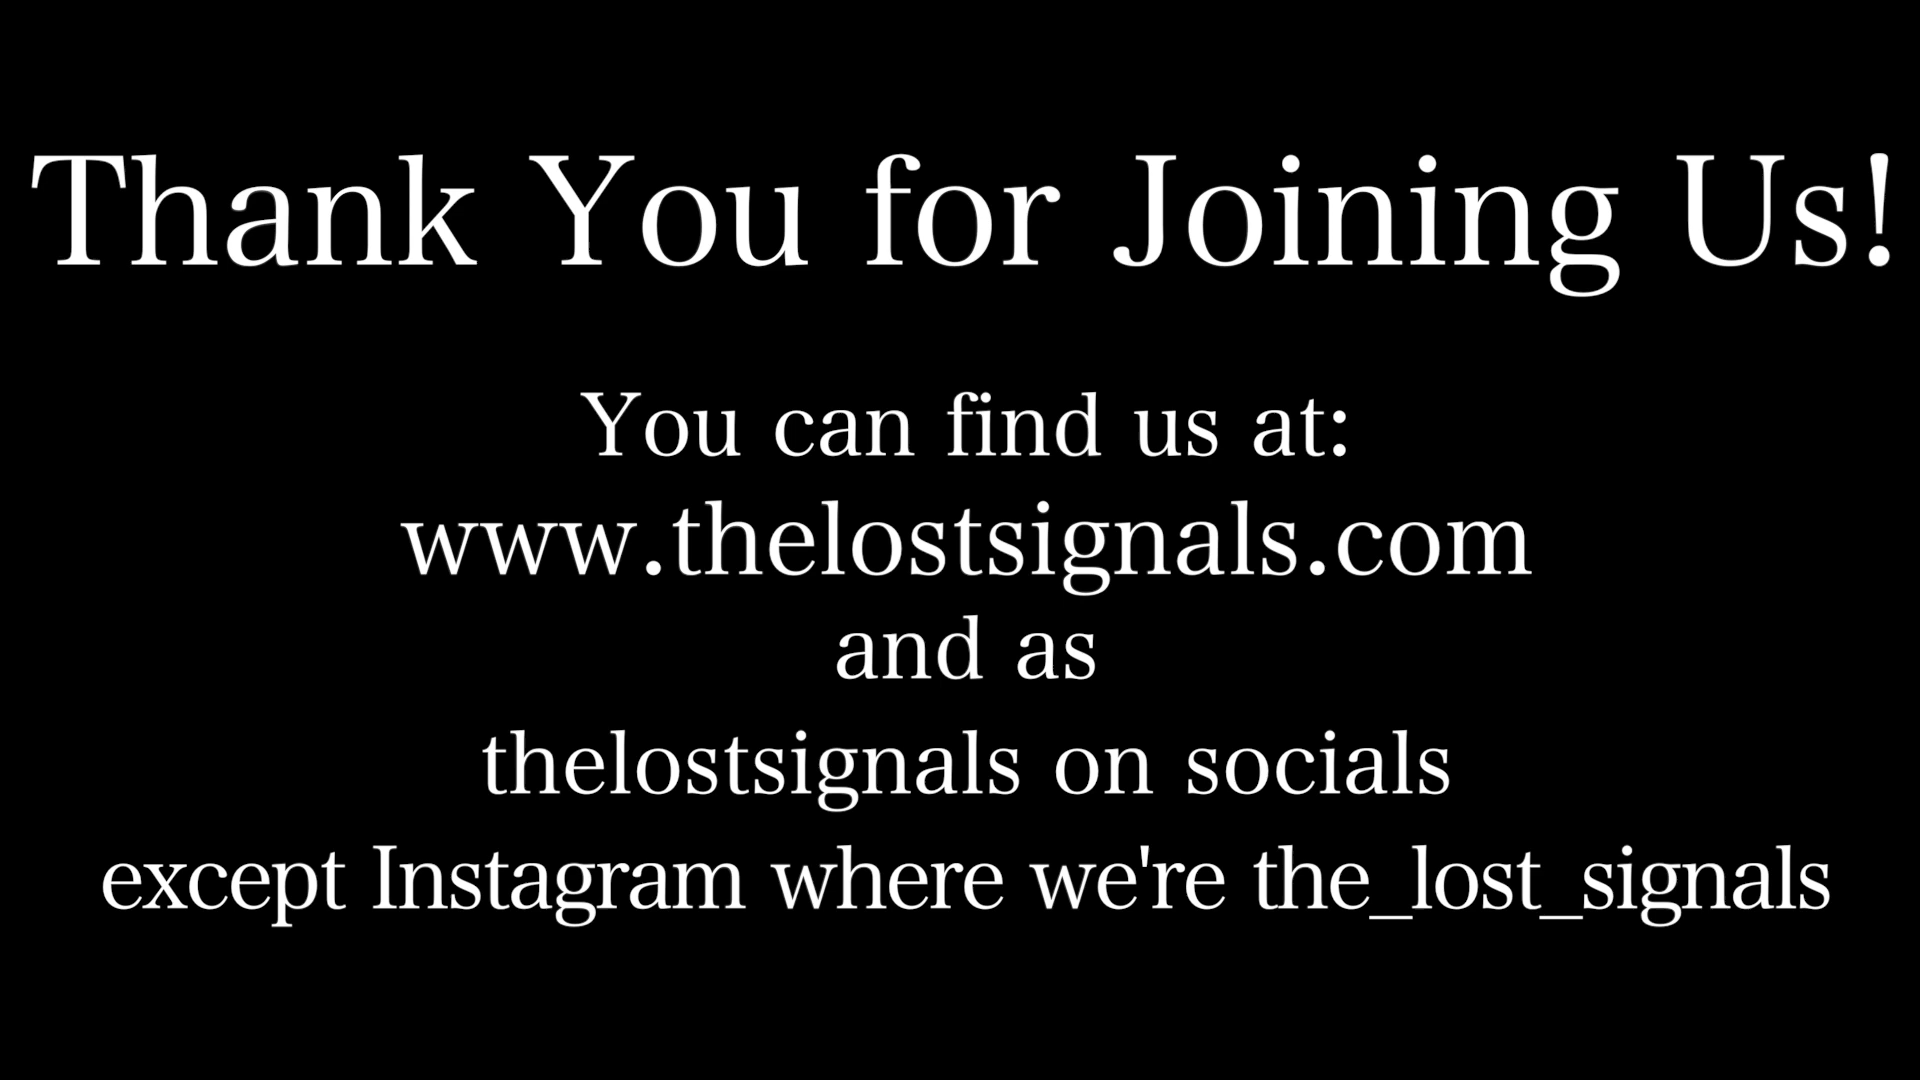 Thank You for Joining Us!
You can find us at:
www.thelostsignals.com
and as
thelostsignals on socials
except Instagram where we're the_lost_signals